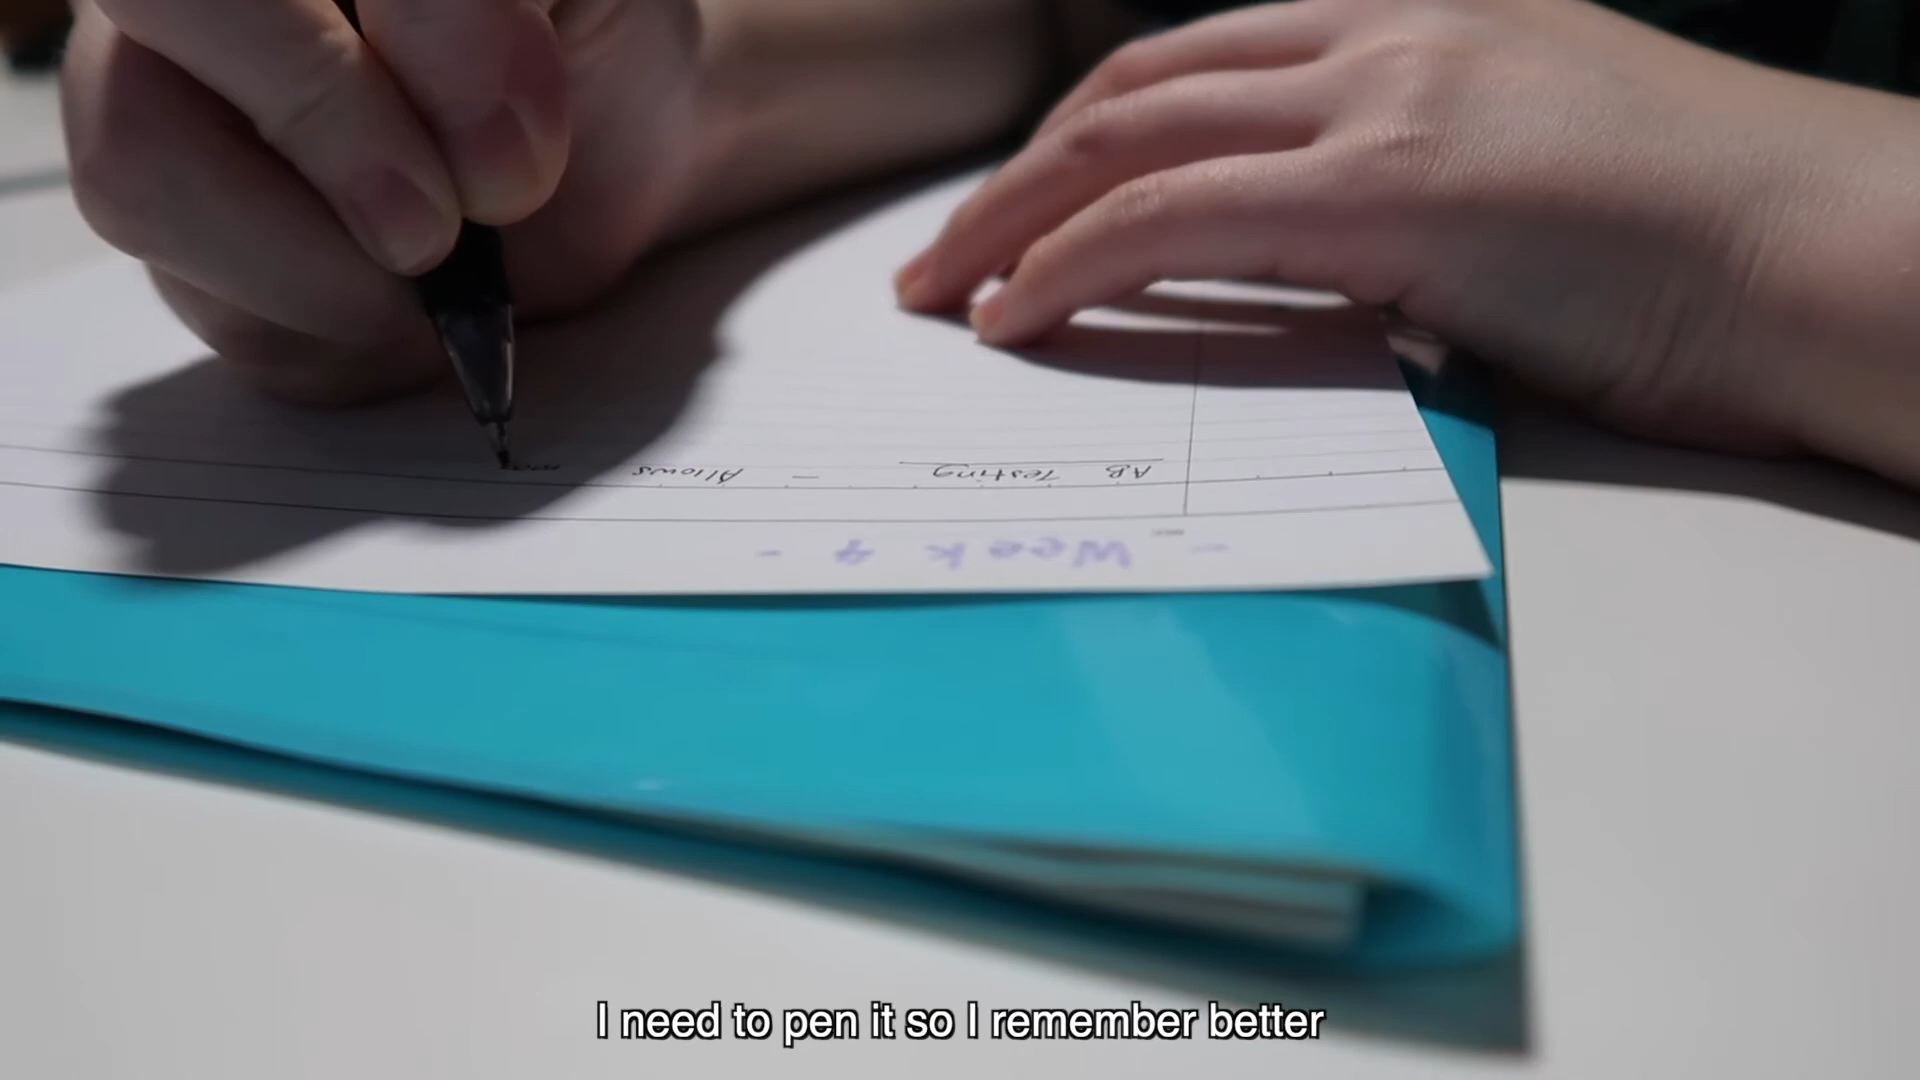 - Week 4 -
AB Testing - Allows
I need to pen it so I remember better